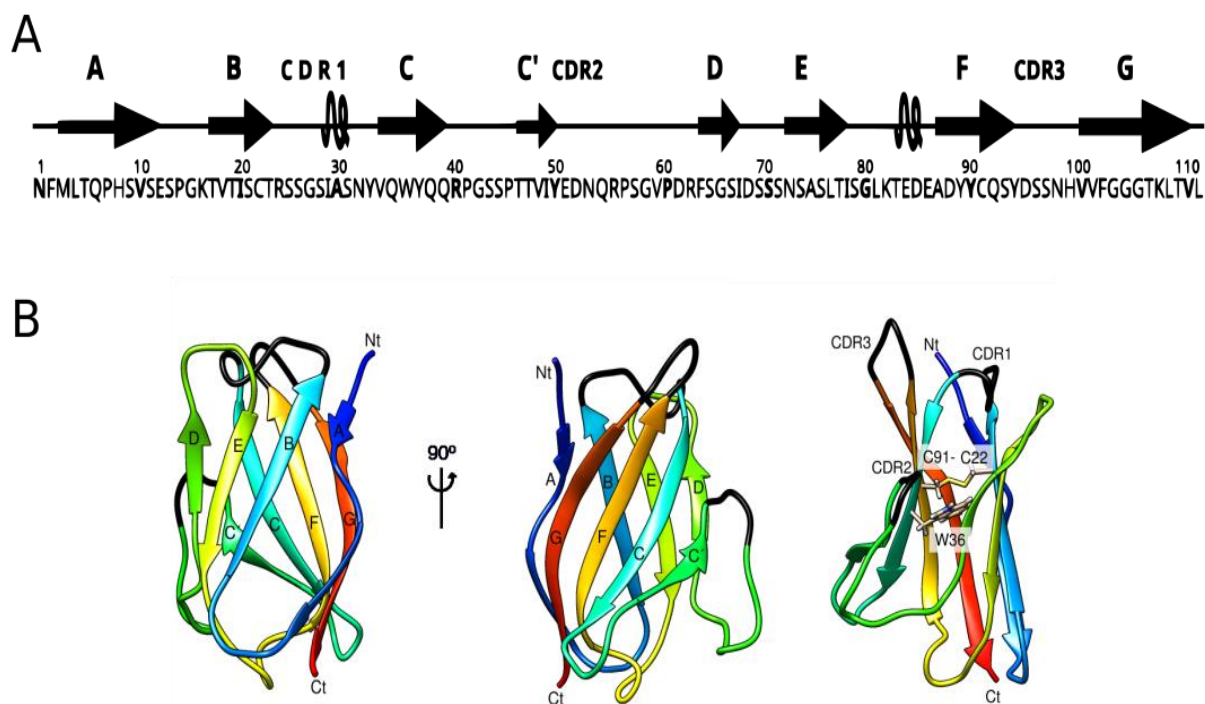 A
A B C D R 1 C C' CDR2 D E F CDR3 G
1 10 20 30 40 50 60 70 80 90 100 110
NFMLTQPHSVSESPGKTVTISCTRSSGSIASNYVQWYQQRPGSSPTTVIYEDNQRPSGVPDRFSGSIDSSSNSASLTISGLKTEDEADYYCQSYDSSNHVVFGGGTKLTVL
B
Nt
D E B A
C C F G
Ct
90º
Nt
A B E D
G F C C'
Ct
CDR3 Nt CDR1
CDR2 C91- C22
W36
Ct